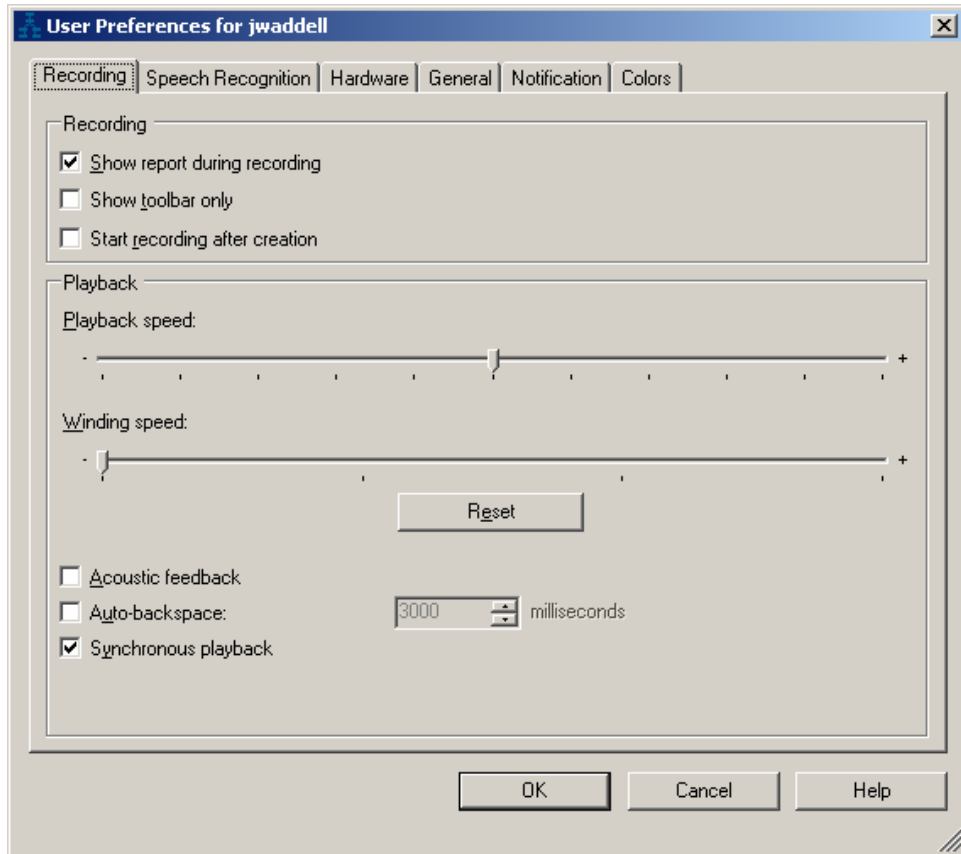 User Preferences for jwaddell
Recording Speech Recognition Hardware General Notification Colors
Recording
Show report during recording
Show toolbar only
Start recording after creation
Playback
Playback speed:
- +
Winding speed:
- +
Reset
Acoustic feedback
Auto-backspace: 3000 milliseconds
Synchronous playback
OK Cancel Help